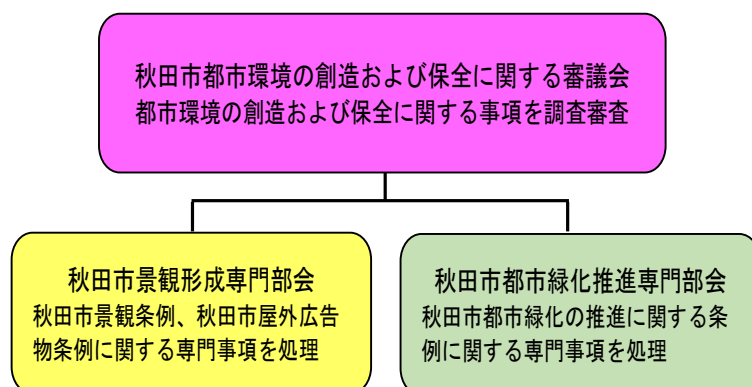 秋田市都市環境の創造および保全に関する審議会
都市環境の創造および保全に関する事項を調査審査
秋田市景観形成専門部会
秋田市景観条例、秋田市屋外広告
物条例に関する専門事項を処理
秋田市都市緑化推進専門部会
秋田市都市緑化の推進に関する条
例に関する専門事項を処理